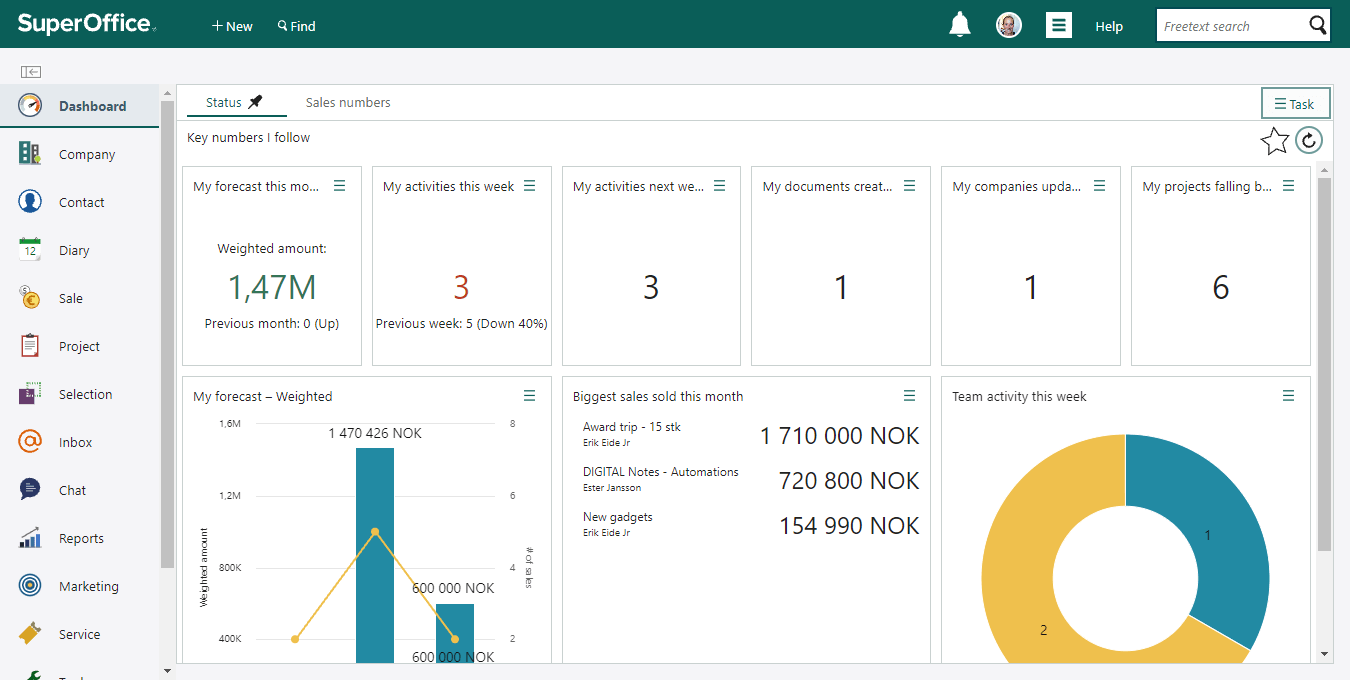 SuperOffice
+ New
Find
Help
Freetext search
Dashboard
Company
Contact
12
Diary
Sale
Project
Selection
Inbox
Chat
Reports
Marketing
Service
Status
Sales numbers
Task
Key numbers I follow
My forecast this mo...
Weighted amount:
1,47M
Previous month: 0 (Up)
My activities this week
3
Previous week: 5 (Down 40%)
My activities next we...
3
My documents creat...
1
My companies upda...
1
My projects falling b...
6
My forecast – Weighted
1,6M
1,2M
800K
400K
Weighted amount
1 470 426 NOK
600 000 NOK
600 000 NOK
8
6
4
2
# of sales
Biggest sales sold this month
Award trip - 15 stk
Erik Eide Jr
1 710 000 NOK
DIGITAL Notes - Automations
Ester Jansson
720 800 NOK
New gadgets
Erik Eide Jr
154 990 NOK
Team activity this week
1
2